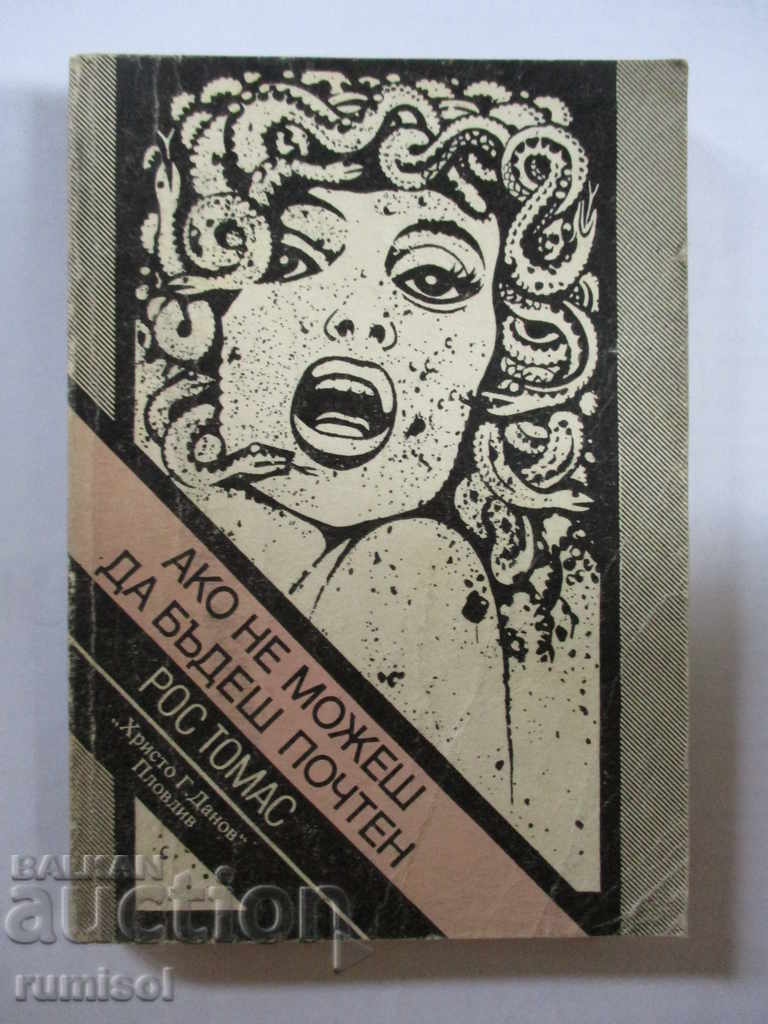 АКО НЕ МОЖЕШ
ДА БЪДЕШ ПОЧТЕН
РОС ТОМАС
„Христо Г. Данов"
Пловдив
BALKAN
auction
rumisol